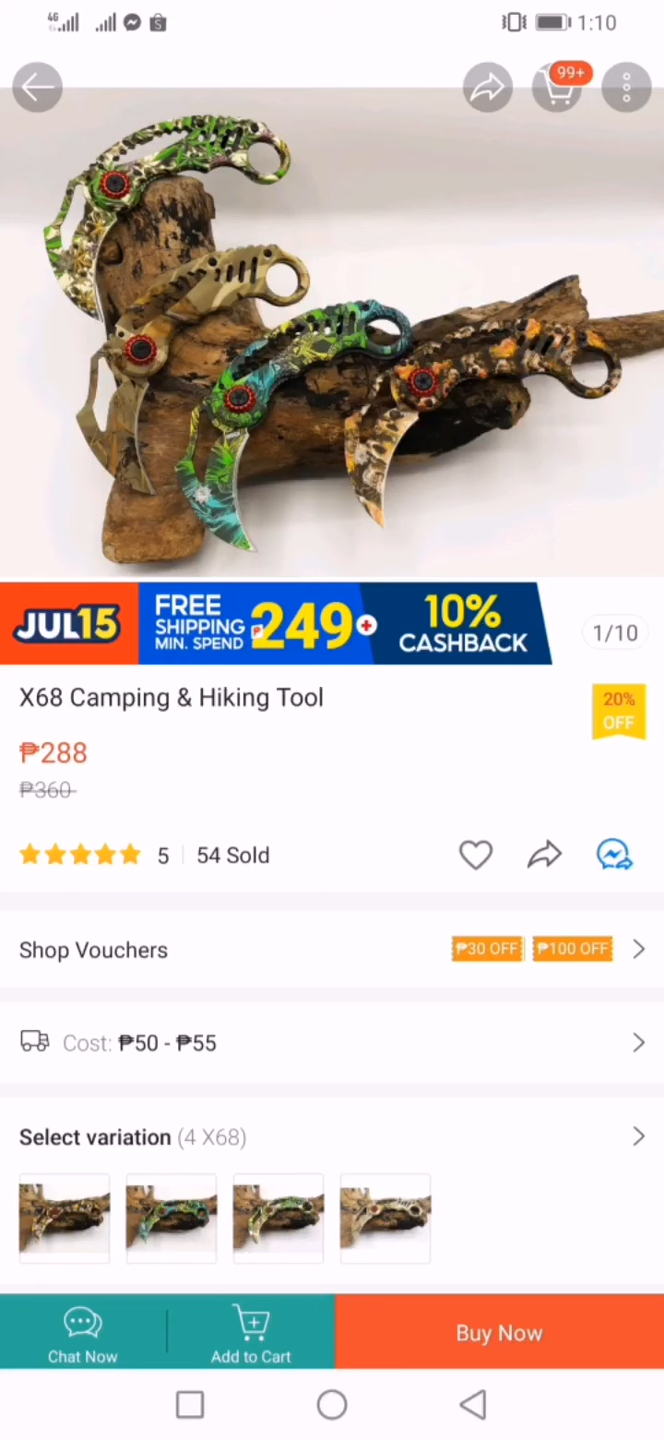 4G
1:10
99+
JUL15
FREE
SHIPPING
MIN. SPEND
₱249+
10%
CASHBACK
1/10
X68 Camping & Hiking Tool
20%
OFF
₱288
₱360
5
54 Sold
Shop Vouchers
₱30 OFF
₱100 OFF
Cost: ₱50 - ₱55
Select variation (4 X68)
Chat Now
Add to Cart
Buy Now